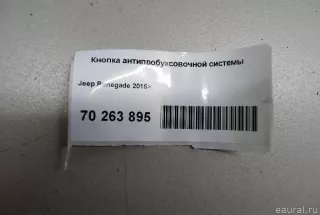 Кнопка антипробуксовочной системы
Jeep Renegade 2015>
70 263 895
eaural.ru